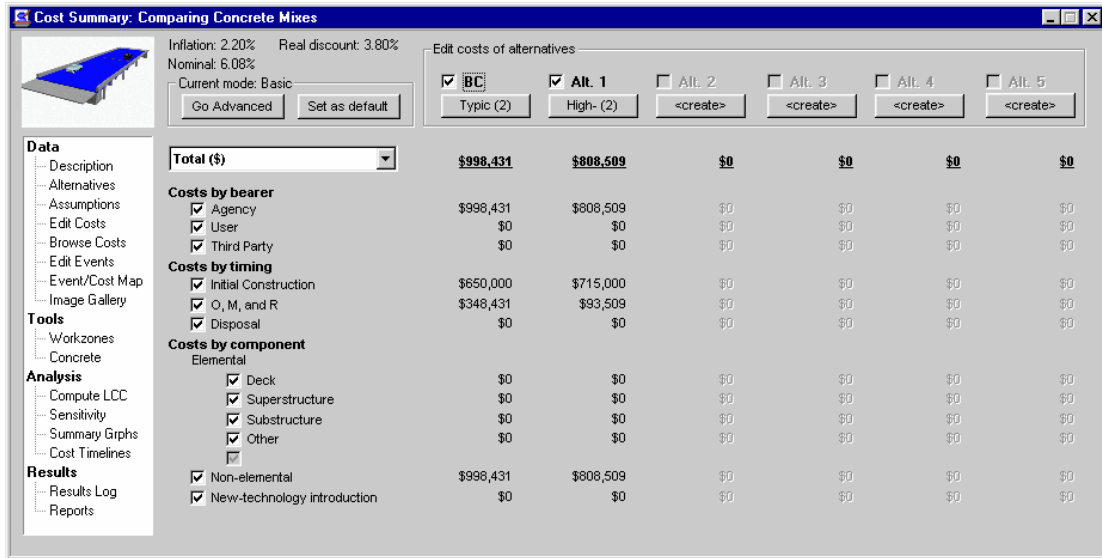 Cost Summary: Comparing Concrete Mixes
Inflation: 2.20% Real discount: 3.80%
Nominal: 6.08%
Current mode: Basic
Go Advanced Set as default
Edit costs of alternatives
BC Alt. 1 Alt. 2 Alt. 3 Alt. 4 Alt. 5
Typic (2) High- (2) <create> <create> <create> <create>
Data
Description
Alternatives
Assumptions
Edit Costs
Browse Costs
Edit Events
Event/Cost Map
Image Gallery
Tools
Workzones
Concrete
Analysis
Compute LCC
Sensitivity
Summary Grphs
Cost Timelines
Results
Results Log
Reports
Total ($) $998,431 $808,509 $0 $0 $0 $0
Costs by bearer
Agency $998,431 $808,509 $0 $0 $0 $0
User $0 $0 $0 $0 $0 $0
Third Party $0 $0 $0 $0 $0 $0
Costs by timing
Initial Construction $650,000 $715,000 $0 $0 $0 $0
O, M, and R $348,431 $93,509 $0 $0 $0 $0
Disposal $0 $0 $0 $0 $0 $0
Costs by component
Elemental
Deck $0 $0 $0 $0 $0 $0
Superstructure $0 $0 $0 $0 $0 $0
Substructure $0 $0 $0 $0 $0 $0
Other $0 $0 $0 $0 $0 $0
Non-elemental $998,431 $808,509 $0 $0 $0 $0
New-technology introduction $0 $0 $0 $0 $0 $0